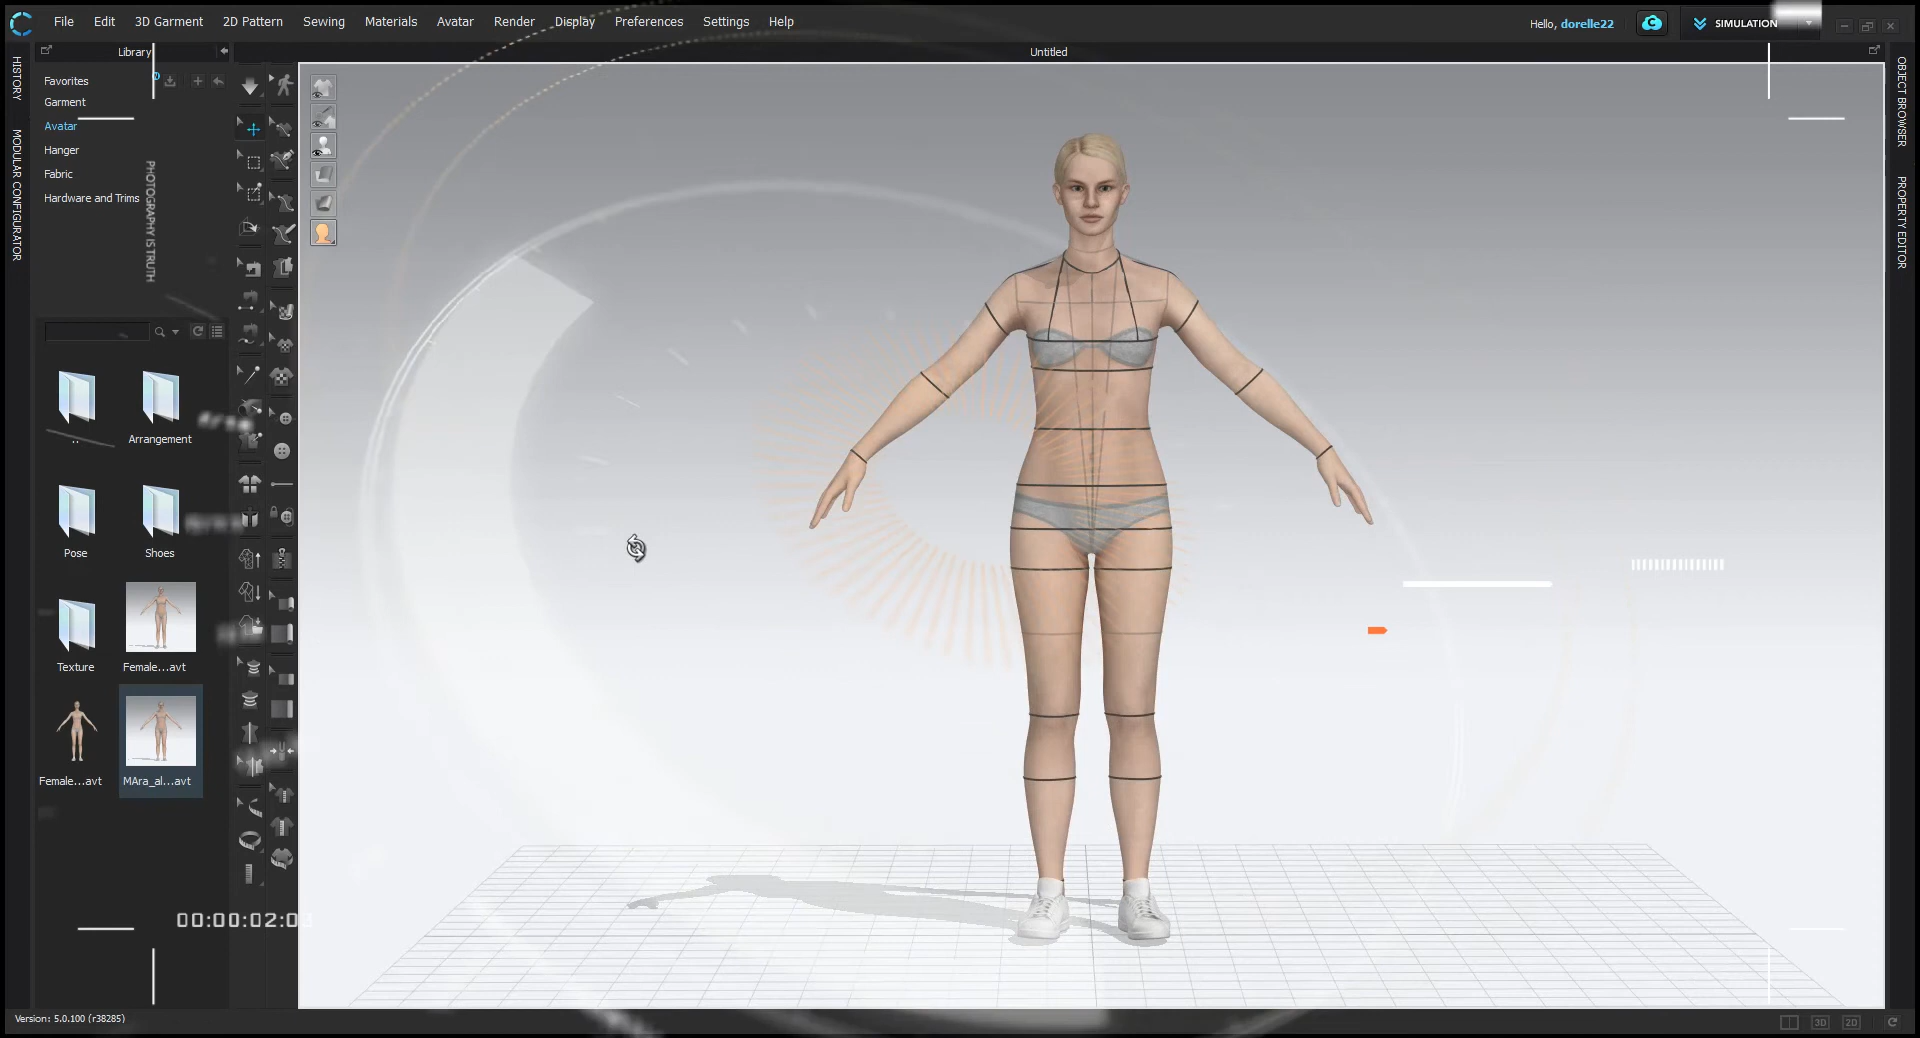 File Edit 3D Garment 2D Pattern Sewing Materials Avatar Render Display Preferences Settings Help
Hello, dorelle22
SIMULATION
Library
Untitled
HISTORY
MODULAR CONFIGURATOR
Favorites
Garment
Avatar
Hanger
Fabric
Hardware and Trims
PHOTOGRAPHY IS TRUTH
OBJECT BROWSER
PROPERTY EDITOR
..
Arrangement
Pose
Shoes
Texture
Female...avt
Female...avt
MAra_al...avt
00:00:02:0
Version: 5.0.100 (r38285)
3D
2D